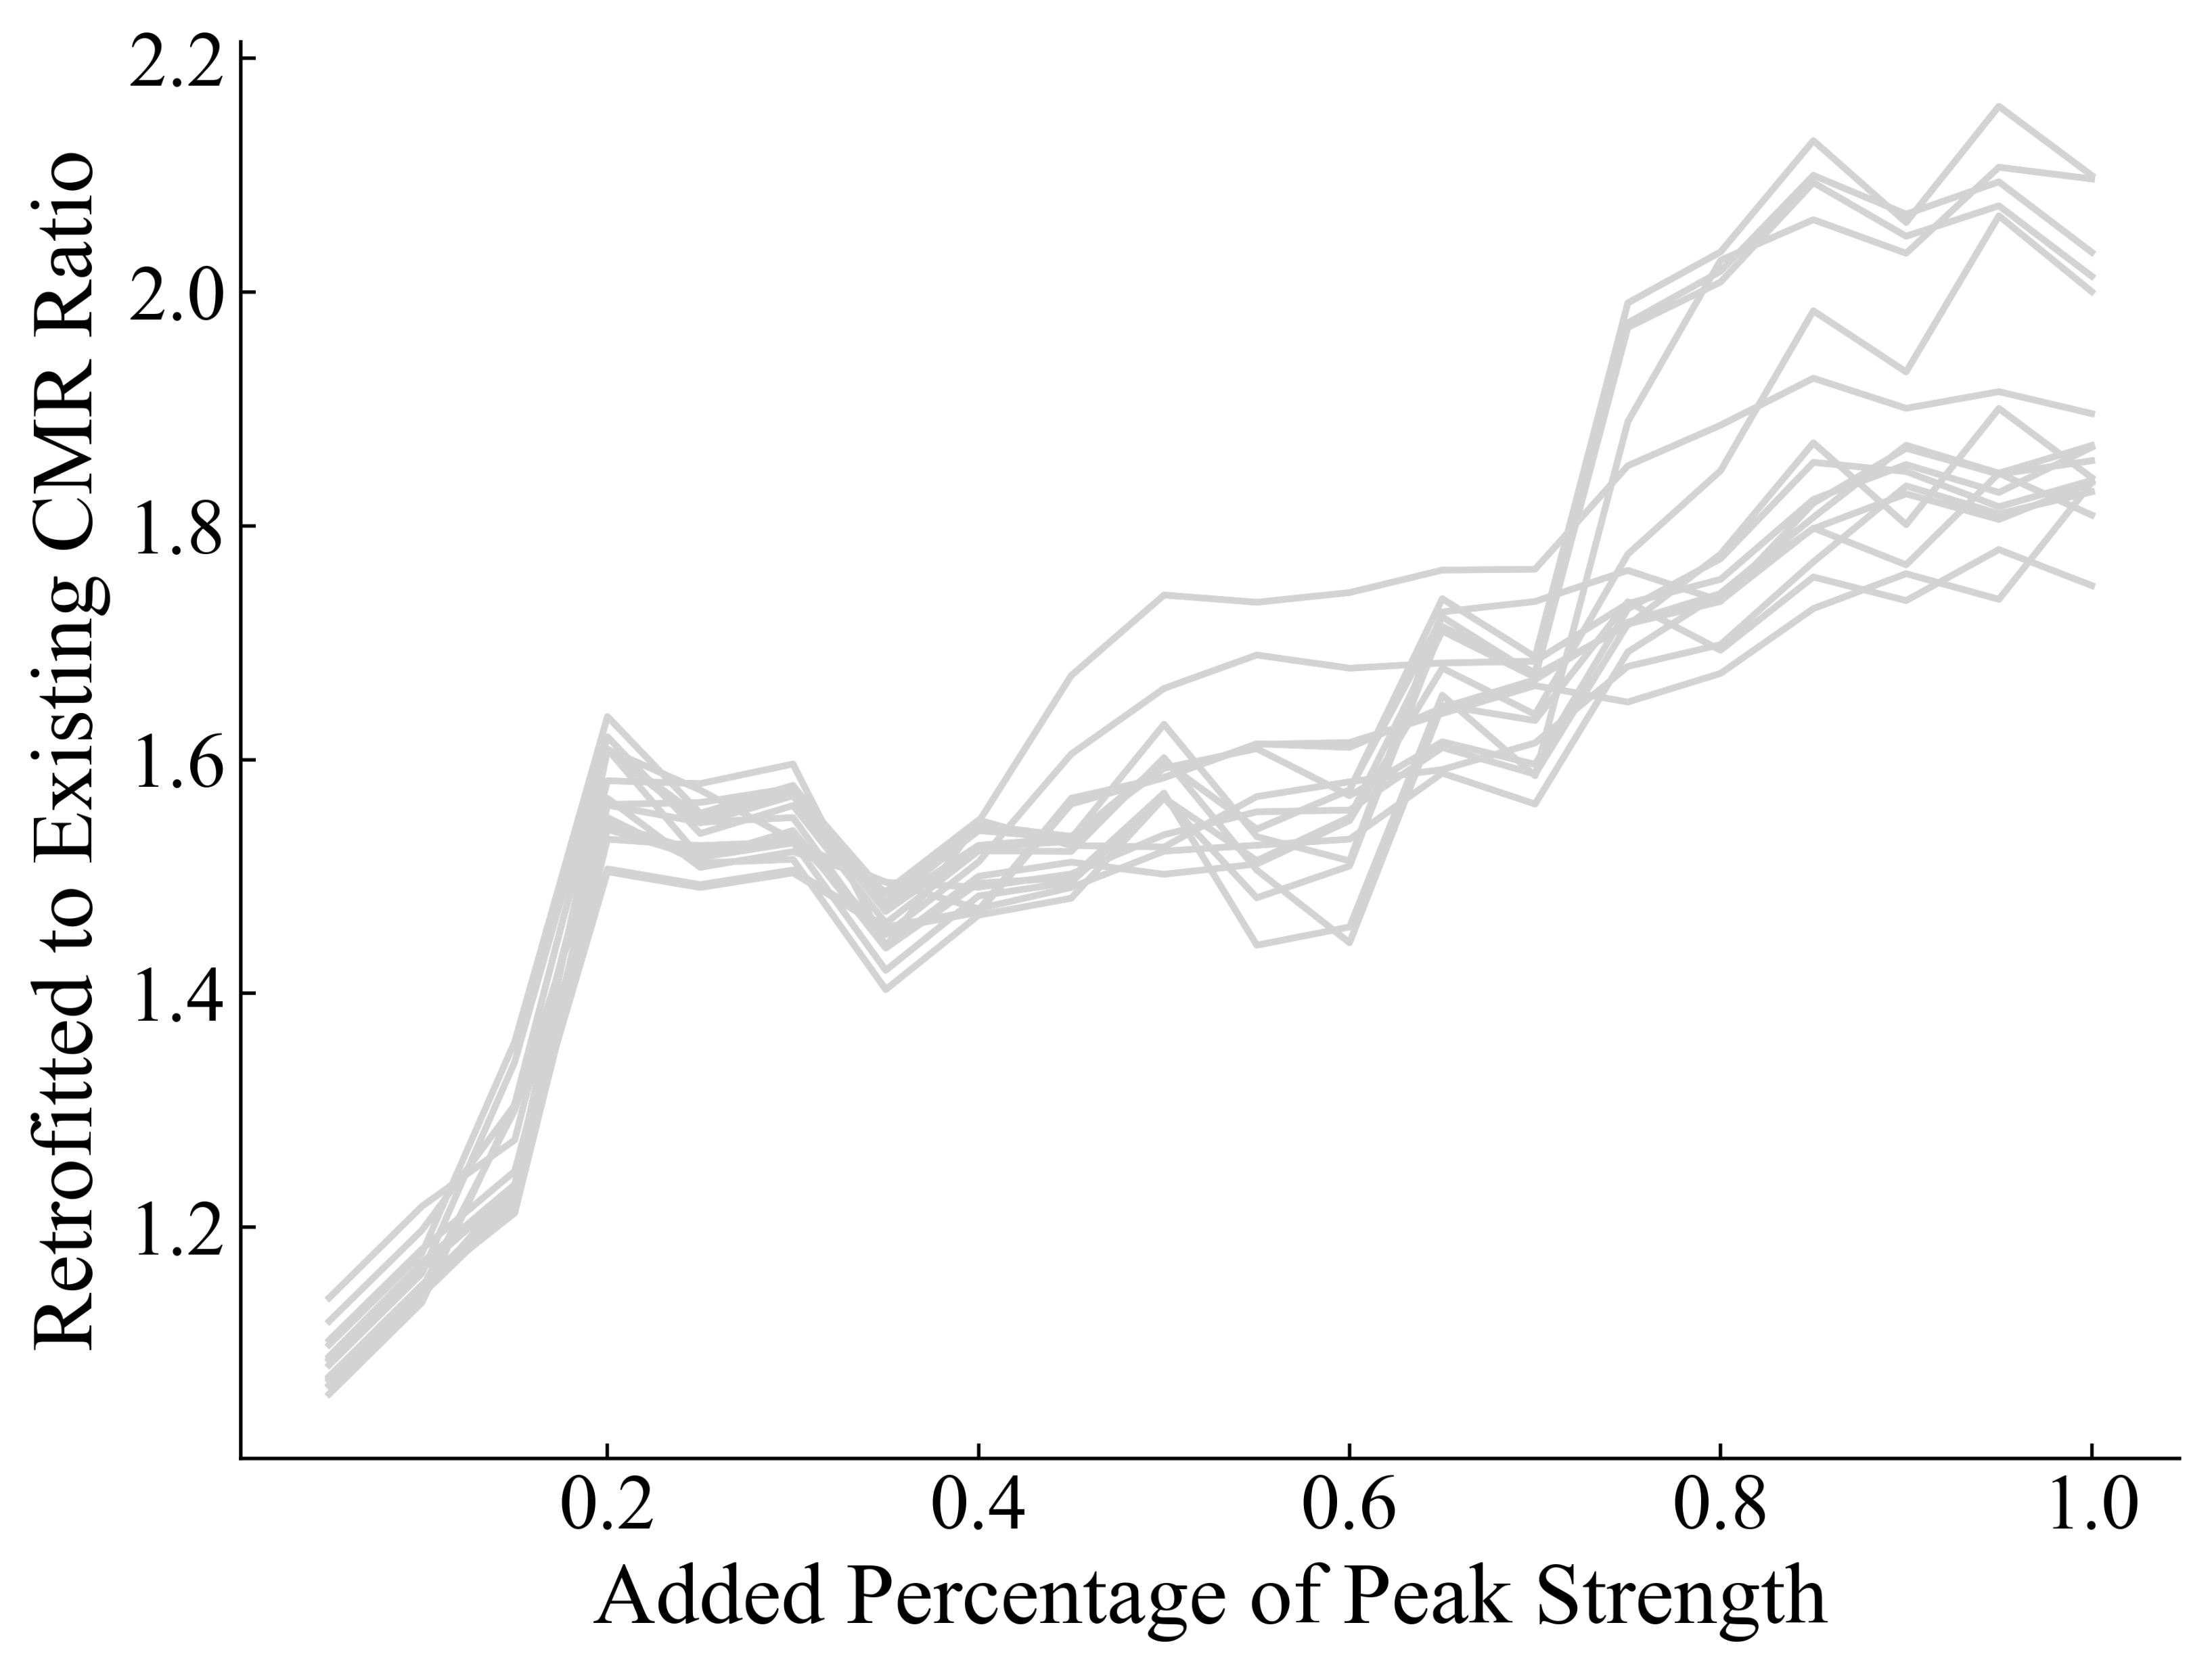 Retrofitted to Existing CMR Ratio
2.2
2.0
1.8
1.6
1.4
1.2
0.2 0.4 0.6 0.8 1.0
Added Percentage of Peak Strength